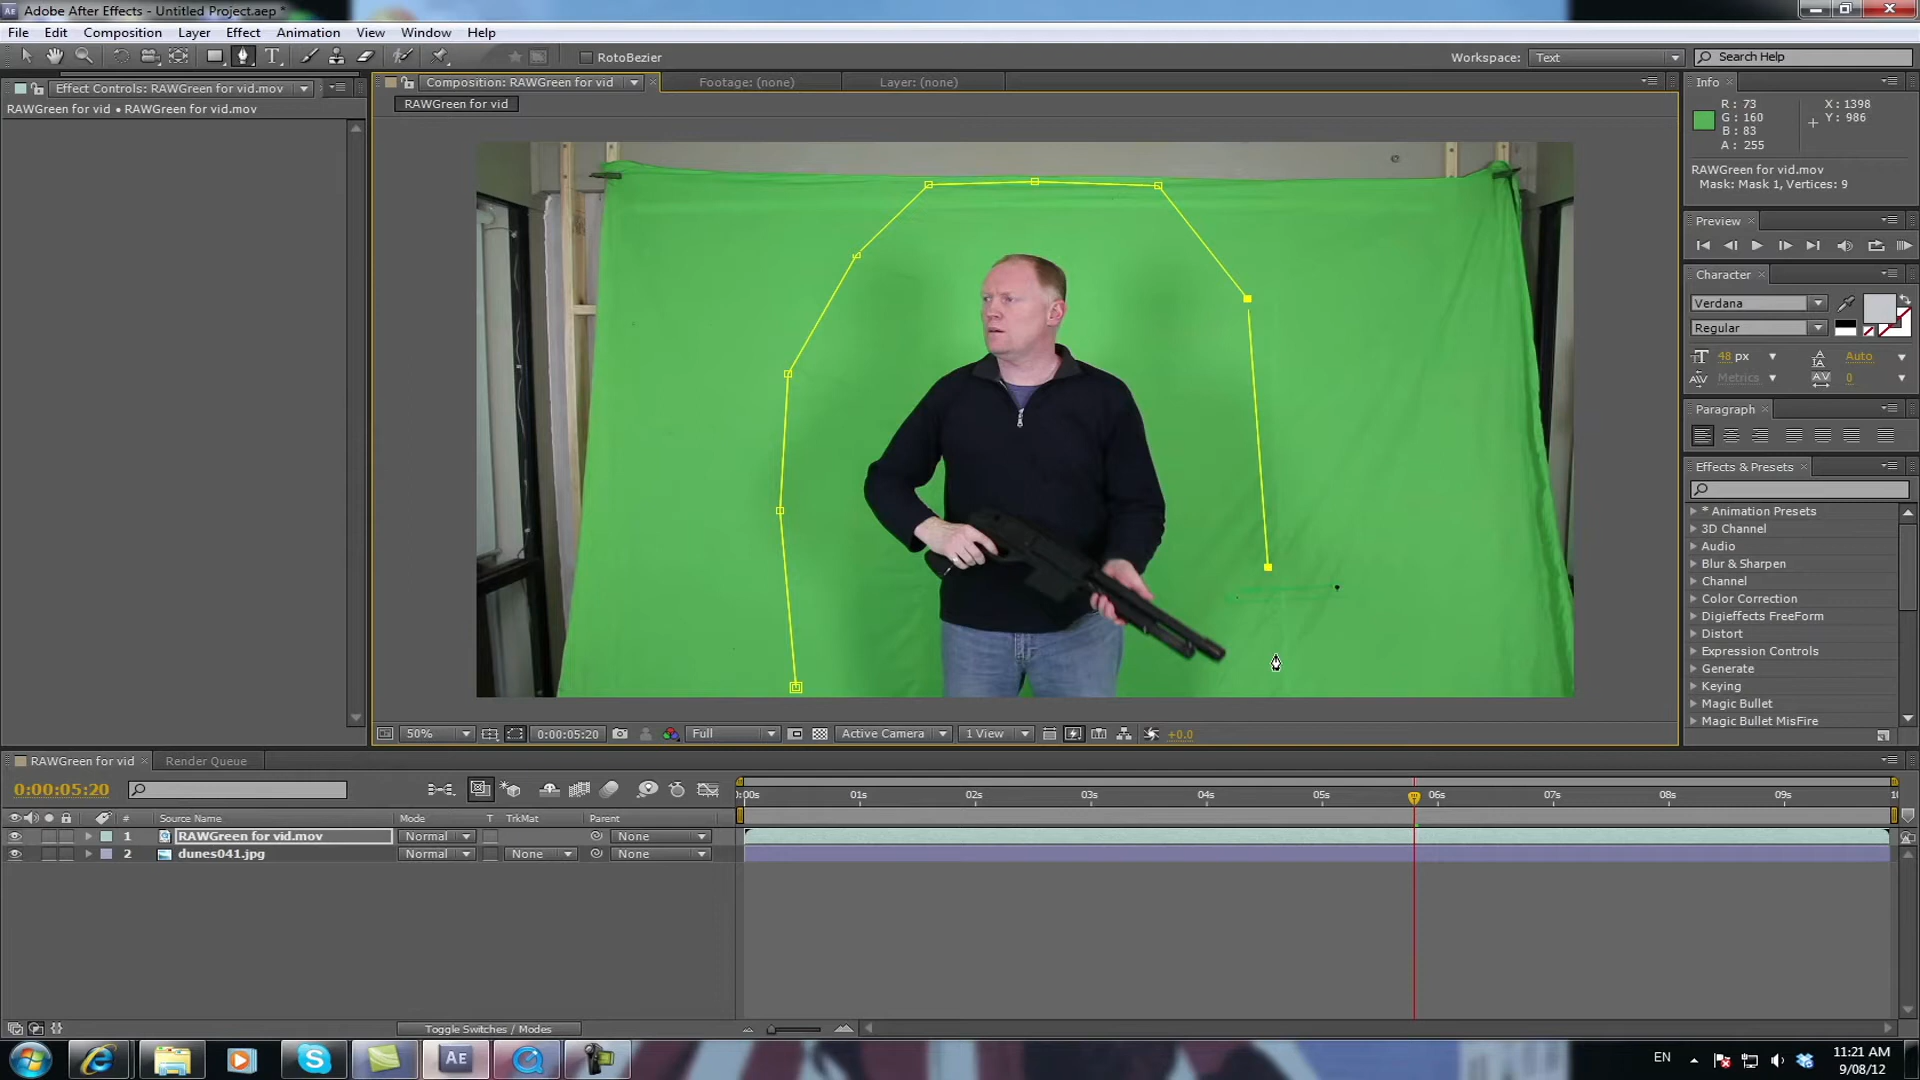 Adobe After Effects - Untitled Project.aep *
File Edit Composition Layer Effect Animation View Window Help
RotoBezier
Workspace: Text
Search Help
Effect Controls: RAWGreen for vid.mov
RAWGreen for vid • RAWGreen for vid.mov
Composition: RAWGreen for vid
Footage: (none)
Layer: (none)
RAWGreen for vid
Info
R : 73
G : 160
B : 83
A : 255
X : 1398
Y : 986
RAWGreen for vid.mov
Mask: Mask 1, Vertices: 9
Preview
Character
Verdana
Regular
48 px
Auto
Metrics
0
Paragraph
Effects & Presets
* Animation Presets
3D Channel
Audio
Blur & Sharpen
Channel
Color Correction
Digieffects FreeForm
Distort
Expression Controls
Generate
Keying
Magic Bullet
Magic Bullet MisFire
50%
0:00:05:20
Full
Active Camera
1 View
+0.0
RAWGreen for vid
Render Queue
0:00:05:20
:00s 01s 02s 03s 04s 05s 06s 07s 08s 09s 10
# Source Name Mode T TrkMat Parent
1 RAWGreen for vid.mov Normal None
2 dunes041.jpg Normal None None
Toggle Switches / Modes
Ae
EN
11:21 AM
9/08/12